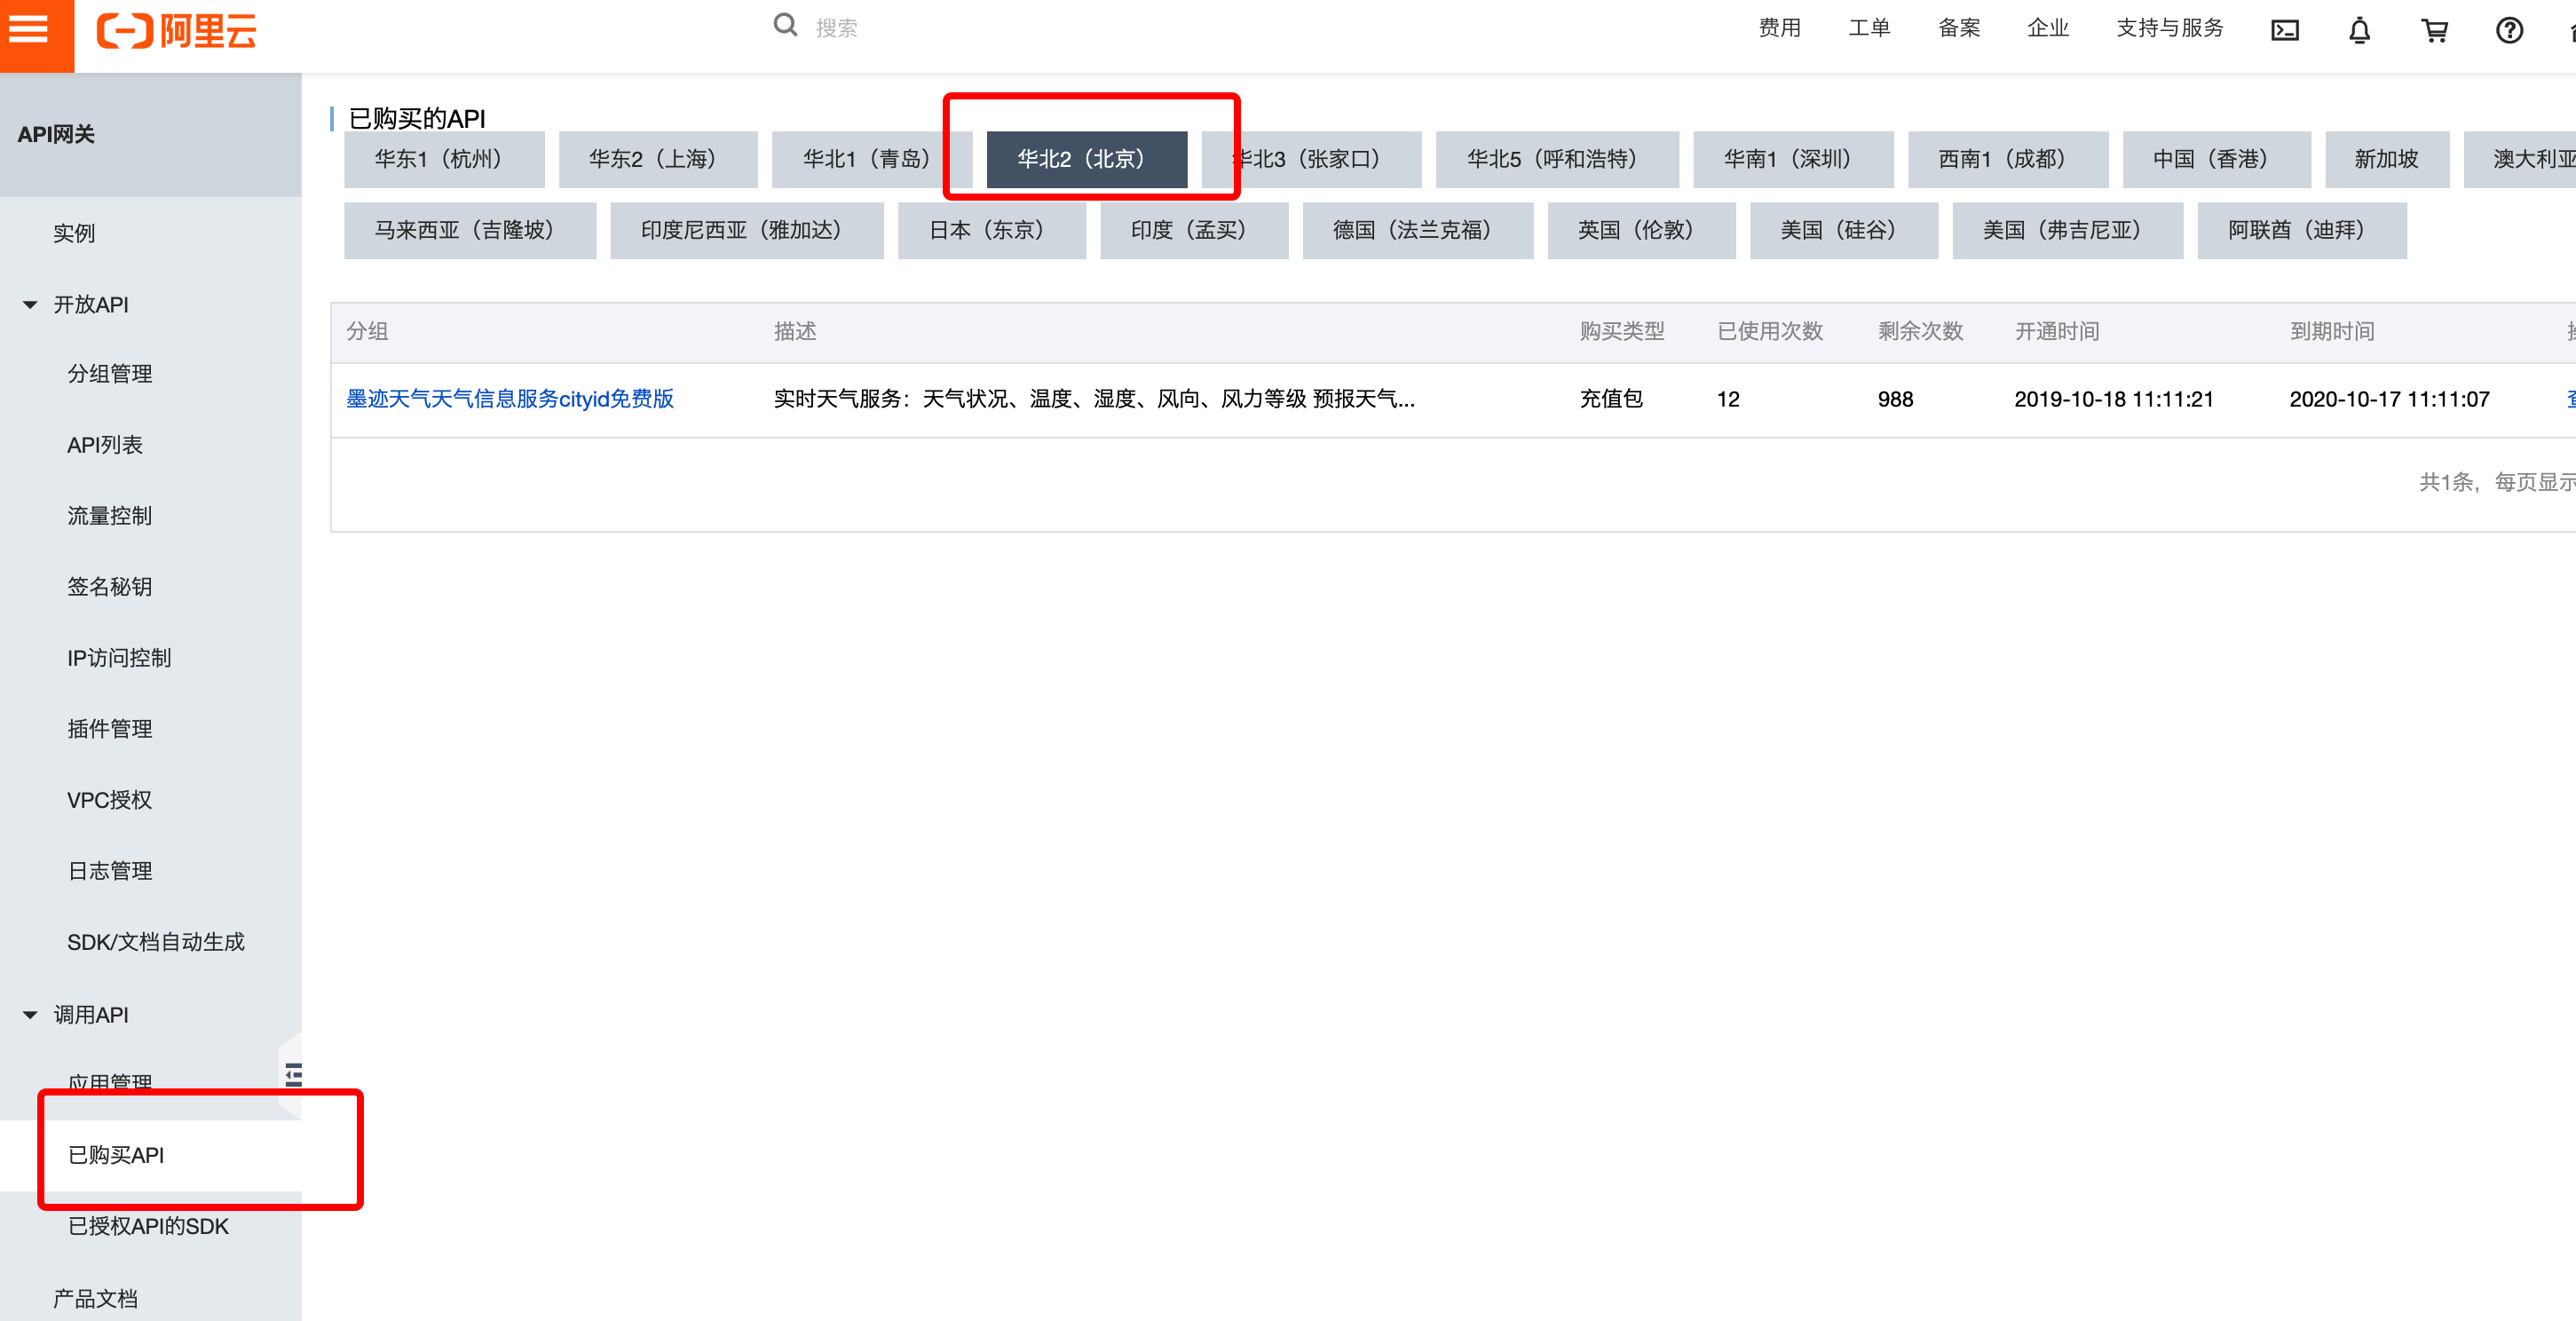 阿里云
搜索
费用 工单 备案 企业 支持与服务
API网关
实例
开放API
分组管理
API列表
流量控制
签名秘钥
IP访问控制
插件管理
VPC授权
日志管理
SDK/文档自动生成
调用API
应用管理
已购买API
已授权API的SDK
产品文档
已购买的API
华东1（杭州） 华东2（上海） 华北1（青岛） 华北2（北京） 华北3（张家口） 华北5（呼和浩特） 华南1（深圳） 西南1（成都） 中国（香港） 新加坡 澳大利亚
马来西亚（吉隆坡） 印度尼西亚（雅加达） 日本（东京） 印度（孟买） 德国（法兰克福） 英国（伦敦） 美国（硅谷） 美国（弗吉尼亚） 阿联酋（迪拜）
分组 描述 购买类型 已使用次数 剩余次数 开通时间 到期时间
墨迹天气天气信息服务cityid免费版 实时天气服务：天气状况、温度、湿度、风向、风力等级 预报天气... 充值包 12 988 2019-10-18 11:11:21 2020-10-17 11:11:07
共1条，每页显示